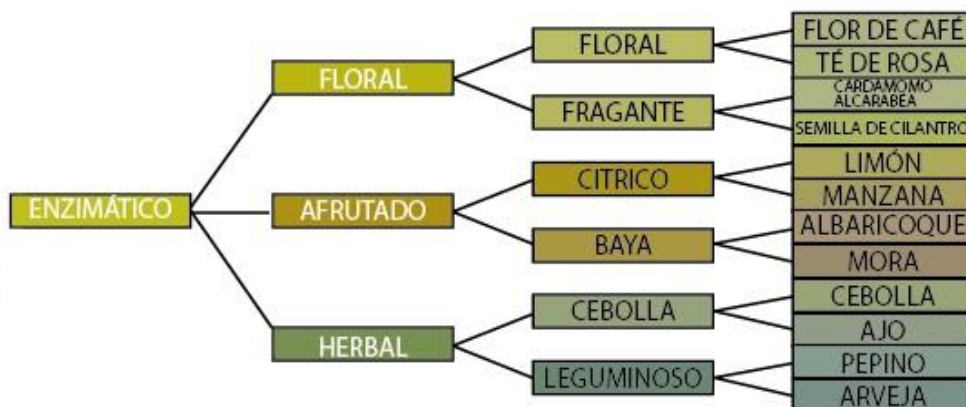 ENZIMÁTICO
FLORAL
AFRUTADO
HERBAL
FLORAL
FRAGANTE
CITRICO
BAYA
CEBOLLA
LEGUMINOSO
FLOR DE CAFÉ
TÉ DE ROSA
CARDAMOMO
ALCARABEA
SEMILLA DE CILANTRO
LIMÓN
MANZANA
ALBARICOQUE
MORA
CEBOLLA
AJO
PEPINO
ARVEJA